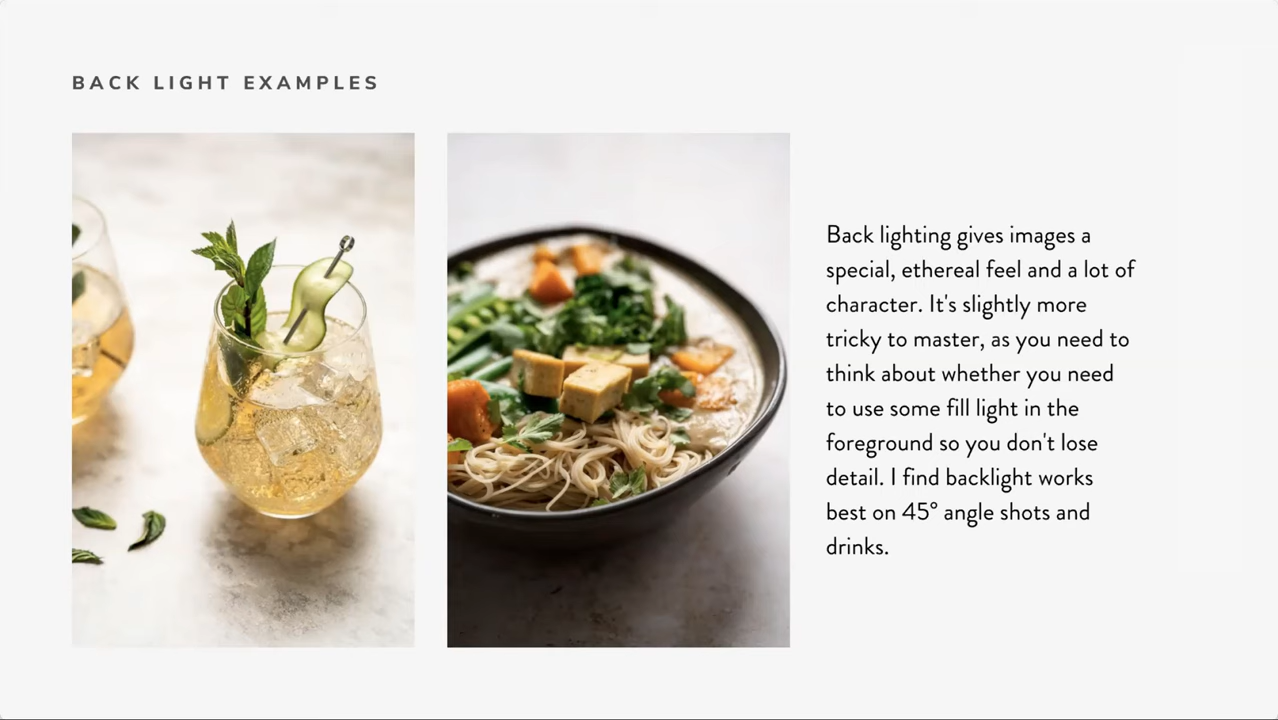 BACK LIGHT EXAMPLES
Back lighting gives images a
special, ethereal feel and a lot of
character. It's slightly more
tricky to master, as you need to
think about whether you need
to use some fill light in the
foreground so you don't lose
detail. I find backlight works
best on 45° angle shots and
drinks.